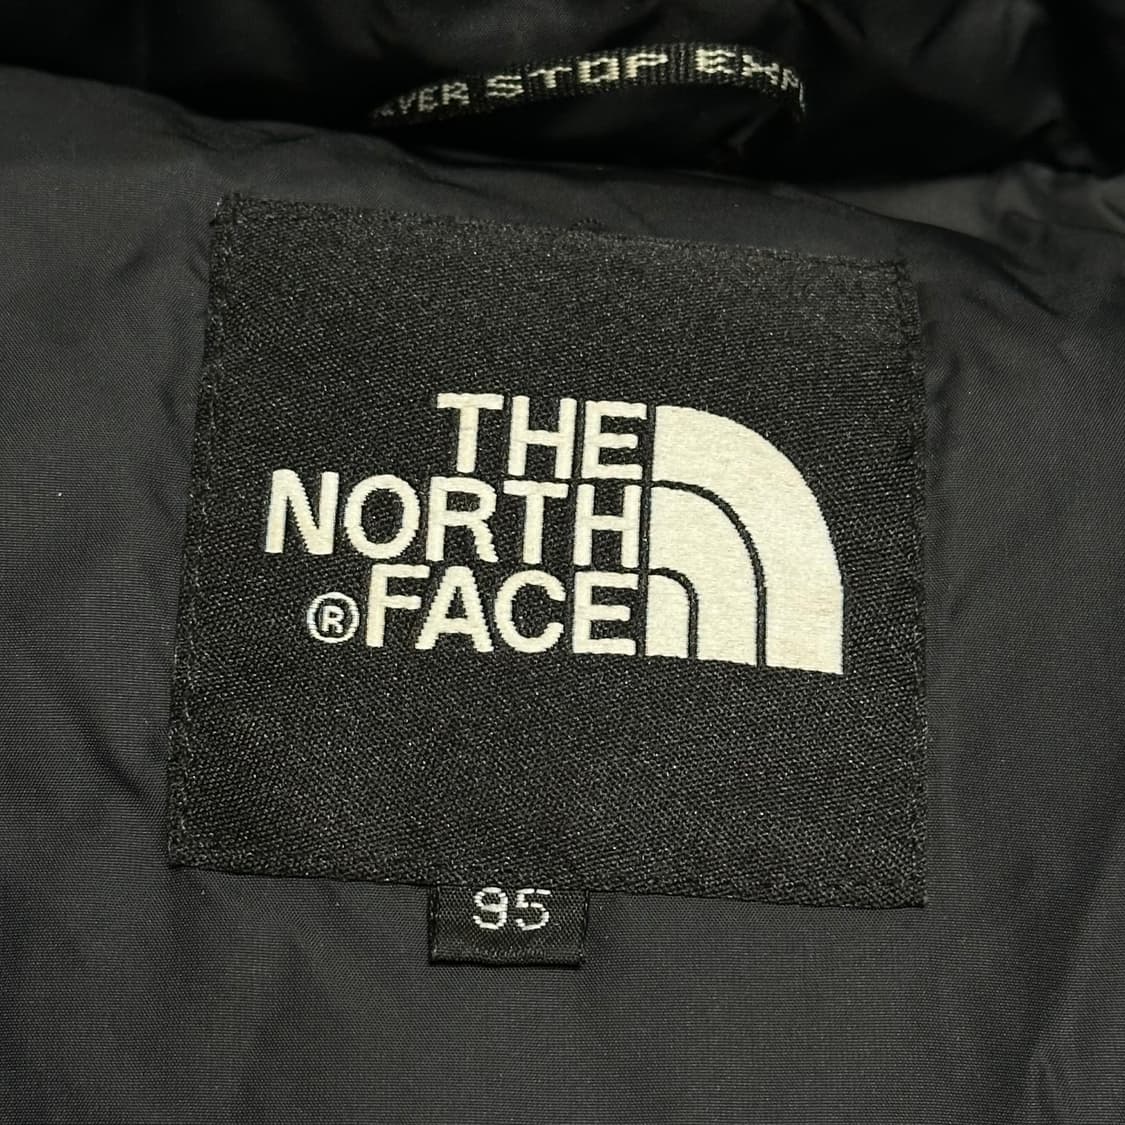 STOP
THE
NORTH
® FACE
95